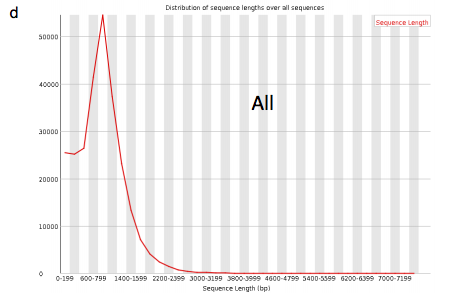 d
Distribution of sequence lengths over all sequences
Sequence Length
50000
All
40000
30000
20000
10000
0
0-199 600-799 1400-1599 2200-2399 3000-3199 3800-3999 4600-4799 5400-5599 6200-6399 7000-7199
Sequence Length (bp)